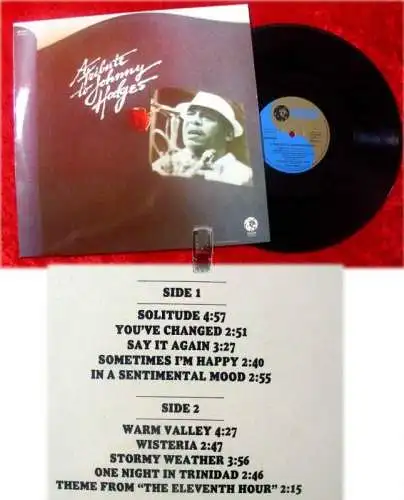 A Tribute
to Johnny
Hodges
SIDE 1
SOLITUDE 4:57
YOU'VE CHANGED 2:51
SAY IT AGAIN 3:27
SOMETIMES I'M HAPPY 2:40
IN A SENTIMENTAL MOOD 2:55
SIDE 2
WARM VALLEY 4:27
WISTERIA 2:47
STORMY WEATHER 3:56
ONE NIGHT IN TRINIDAD 2:46
THEME FROM "THE ELEVENTH HOUR" 2:15